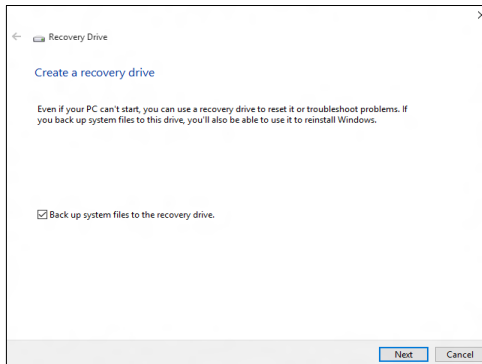 Recovery Drive
Create a recovery drive
Even if your PC can't start, you can use a recovery drive to reset it or troubleshoot problems. If
you back up system files to this drive, you'll also be able to use it to reinstall Windows.
Back up system files to the recovery drive.
Next Cancel